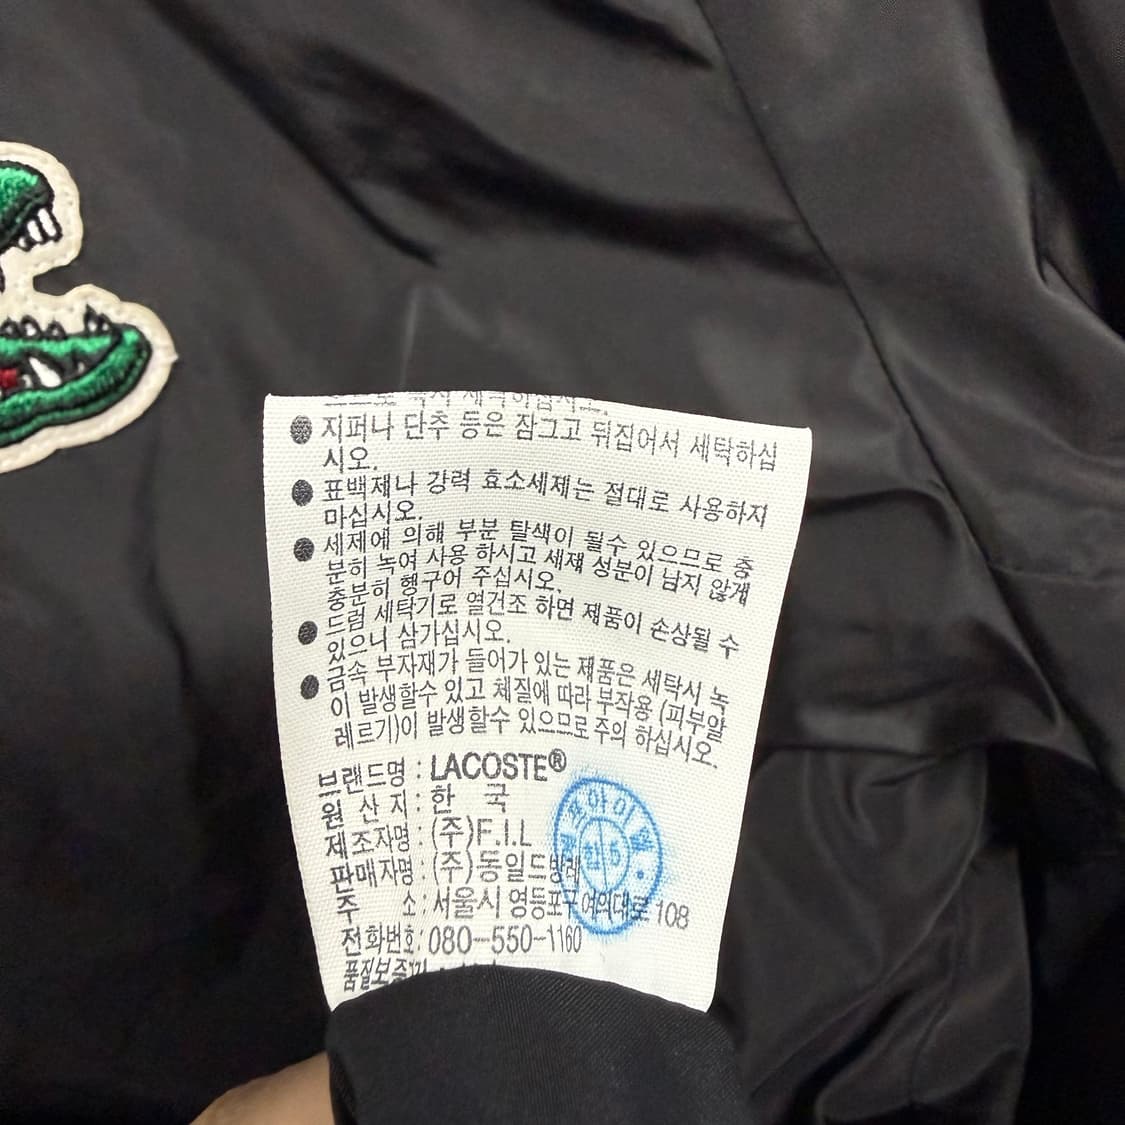 세탁하십시오.
● 지퍼나 단추 등은 잠그고 뒤집어서 세탁하십
시오.
● 표백제나 강력 효소세제는 절대로 사용하지
마십시오.
● 세제에 의해 부분 탈색이 될수 있으므로 충
분히 녹여 사용 하시고 세재 성분이 남지 않게
충분히 헹구어 주십시오.
● 드럼 세탁기로 열건조 하면 제품이 손상될 수
있으니 삼가십시오.
● 금속 부자재가 들어가 있는 제품은 세탁시 녹
이 발생할수 있고 체질에 따라 부작용 (피부알
레르기)이 발생할수 있으므로 주의 하십시오.
브랜드명 : LACOSTE®
원 산 지 : 한 국
제조자명 : (주)F.I.L
판매자명 : (주)동일드방레
주 소 : 서울시 영등포구 여의대로 108
전화번호 : 080-550-1160
품질보증